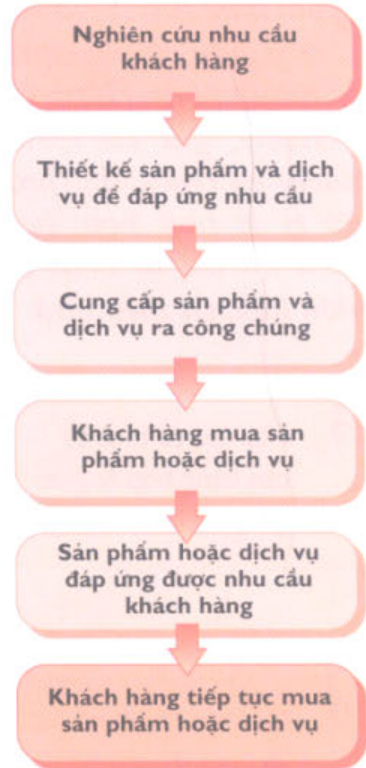 Nghiên cứu nhu cầu
khách hàng
Thiết kế sản phẩm và dịch
vụ để đáp ứng nhu cầu
Cung cấp sản phẩm và
dịch vụ ra công chúng
Khách hàng mua sản
phẩm hoặc dịch vụ
Sản phẩm hoặc dịch vụ
đáp ứng được nhu cầu
khách hàng
Khách hàng tiếp tục mua
sản phẩm hoặc dịch vụ